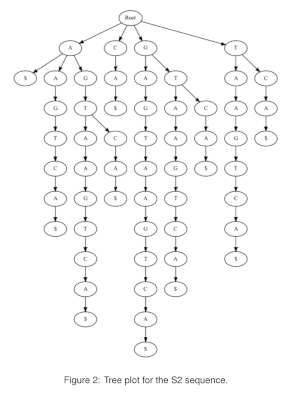 Root
A C G T
$ A G A A T A C
G T $ G A C A A
T A C T A A G $
C A A A G $ T
A G $ A T C
$ T G C A
C T A $
A C $
$ A
$
Figure 2: Tree plot for the S2 sequence.